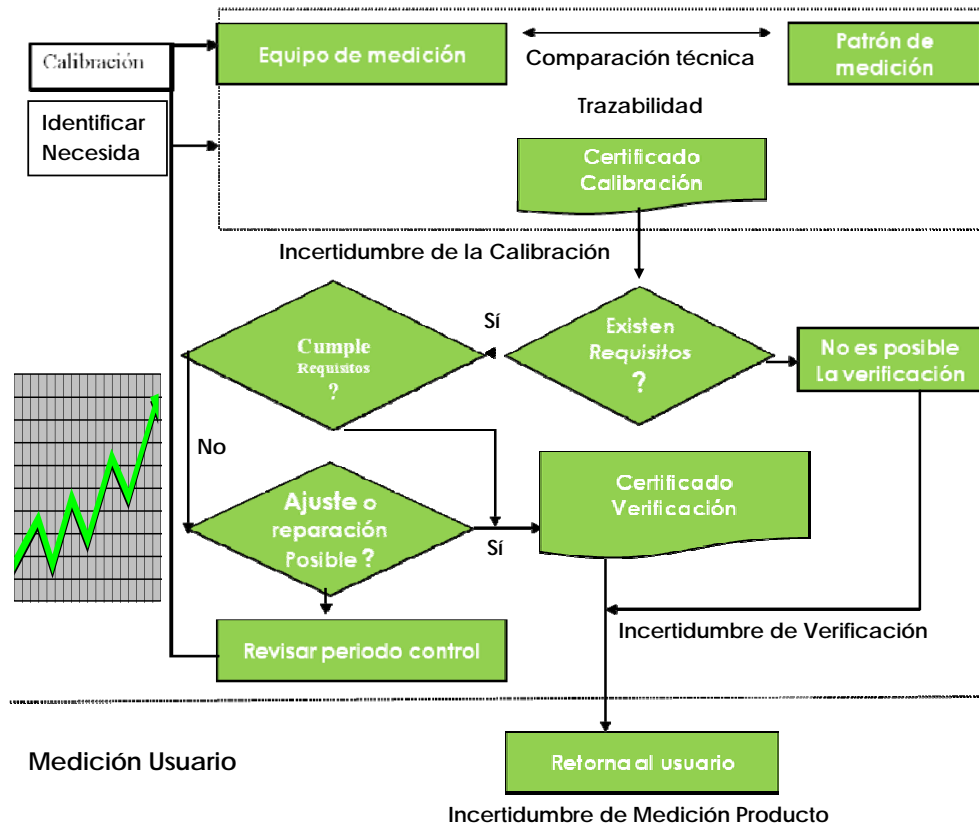 Calibración
Equipo de medición
Comparación técnica
Patrón de
medición
Identificar
Necesida
Trazabilidad
Certificado
Calibración
Incertidumbre de la Calibración
Sí
Cumple
Requisitos
?
Existen
Requisitos
?
No es posible
La verificación
No
Ajuste o
reparación
Posible ?
Sí
Certificado
Verificación
Revisar periodo control
Incertidumbre de Verificación
Medición Usuario
Retorna al usuario
Incertidumbre de Medición Producto